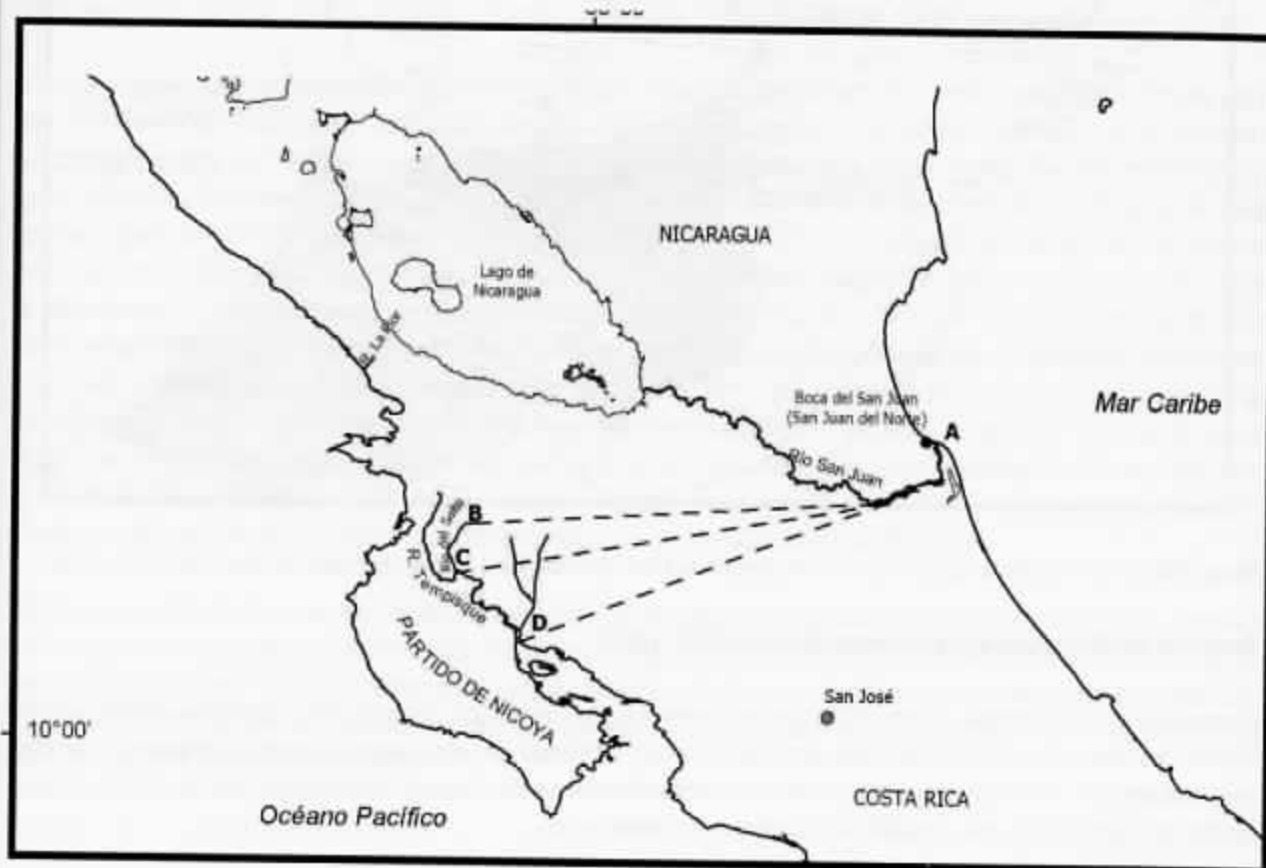 NICARAGUA
Lago de
Nicaragua
Boca del San Juan
(San Juan del Norte)
A
Mar Caribe
Río San Juan
B
C
R. Tempisque
D
PARTIDO DE NICOYA
San José
10°00'
COSTA RICA
Océano Pacífico